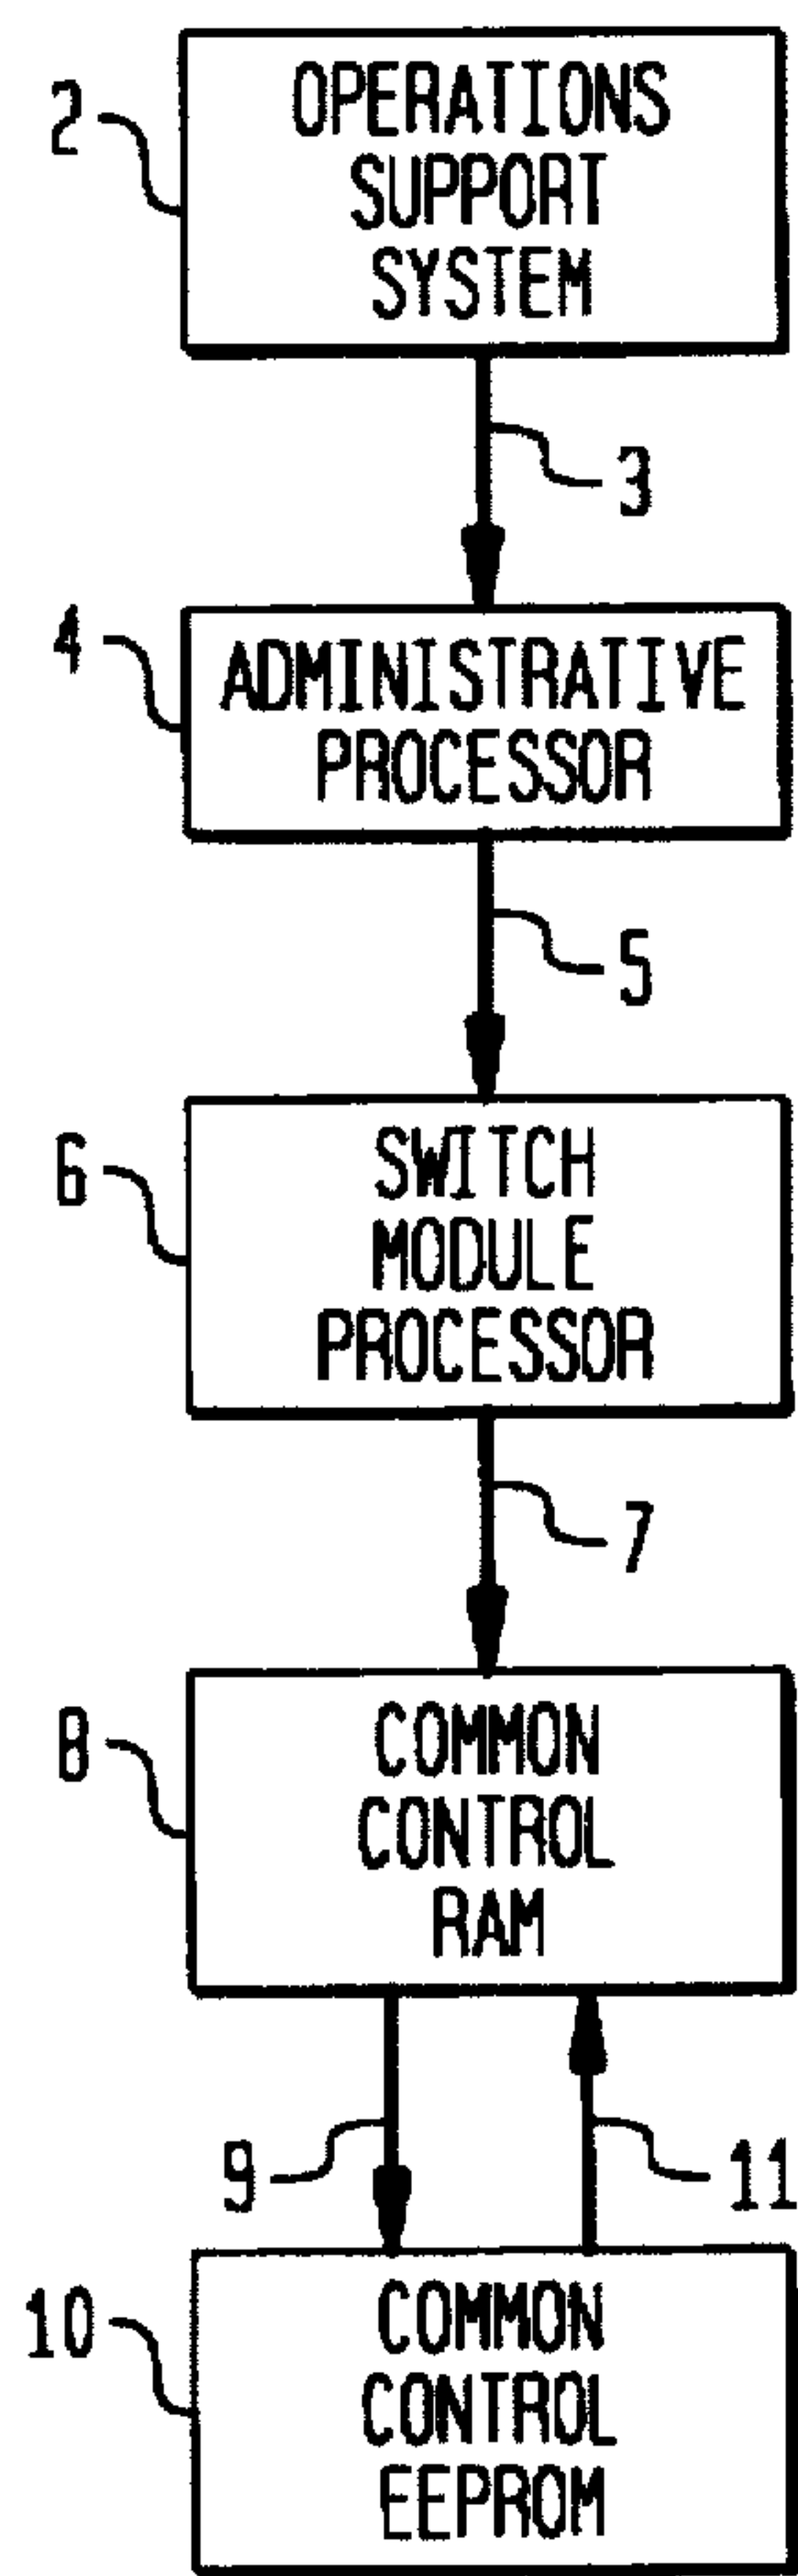 2
OPERATIONS
SUPPORT
SYSTEM
3
4
ADMINISTRATIVE
PROCESSOR
5
6
SWITCH
MODULE
PROCESSOR
7
8
COMMON
CONTROL
RAM
9
11
10
COMMON
CONTROL
EEPROM